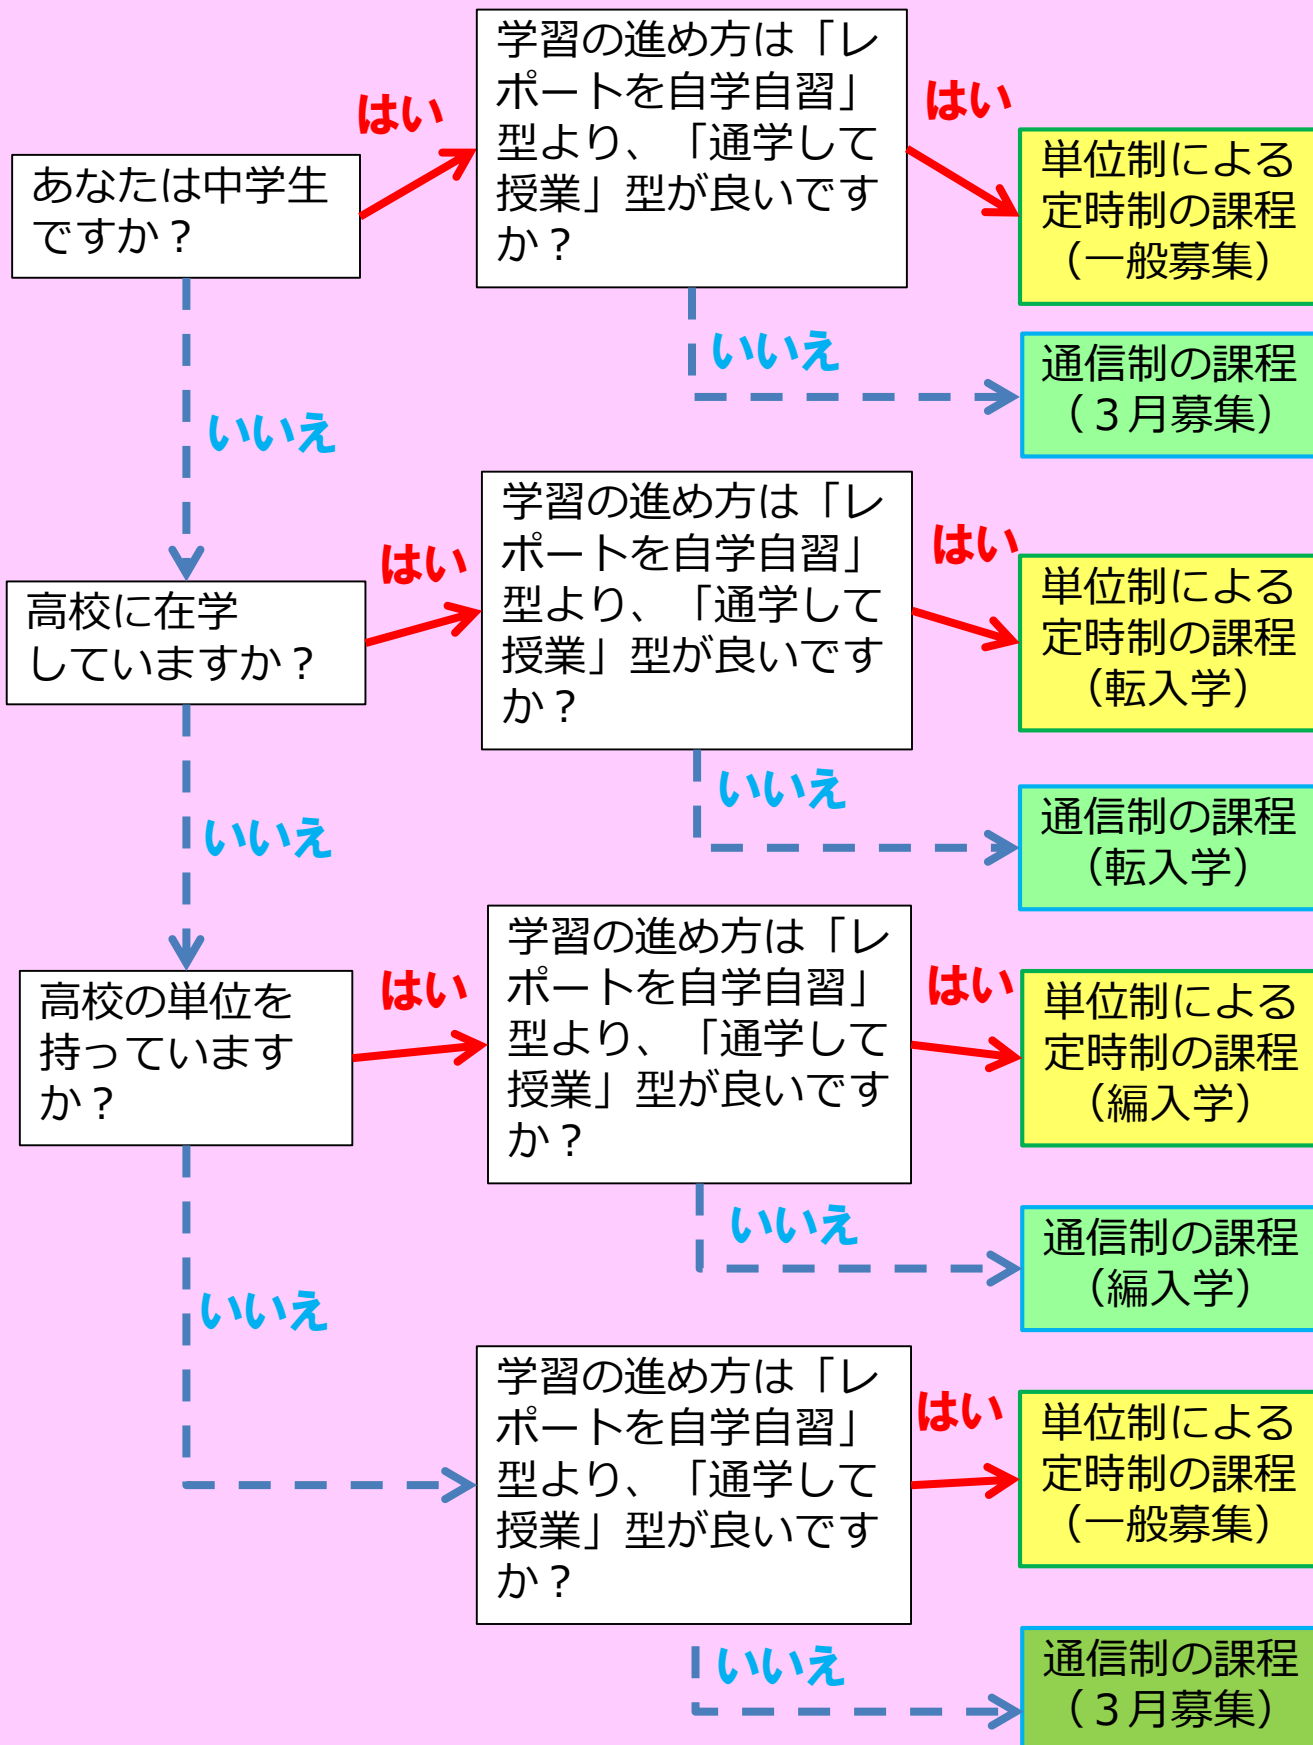 あなたは中学生
ですか？
はい
学習の進め方は「レ
ポートを自学自習」
型より、「通学して
授業」型が良いです
か？
はい
単位制による
定時制の課程
（一般募集）
いいえ
通信制の課程
（３月募集）
いいえ
高校に在学
していますか？
はい
学習の進め方は「レ
ポートを自学自習」
型より、「通学して
授業」型が良いです
か？
はい
単位制による
定時制の課程
（転入学）
いいえ
通信制の課程
（転入学）
いいえ
高校の単位を
持っています
か？
はい
学習の進め方は「レ
ポートを自学自習」
型より、「通学して
授業」型が良いです
か？
はい
単位制による
定時制の課程
（編入学）
いいえ
通信制の課程
（編入学）
いいえ
学習の進め方は「レ
ポートを自学自習」
型より、「通学して
授業」型が良いです
か？
はい
単位制による
定時制の課程
（一般募集）
いいえ
通信制の課程
（３月募集）